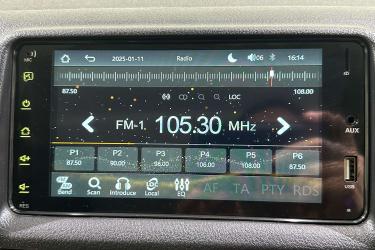 MIC
2025-01-11 Radio 06 16:14
87.50 108.00
LOC
FM-1 105.30 MHz
P1 P2 P3 P4 P5 P6
87.50 90.00 98.00 106.00 108.00 87.50
Band Scan Introduce Local EQ AF TA PTY RDS
RES
AUX
USB